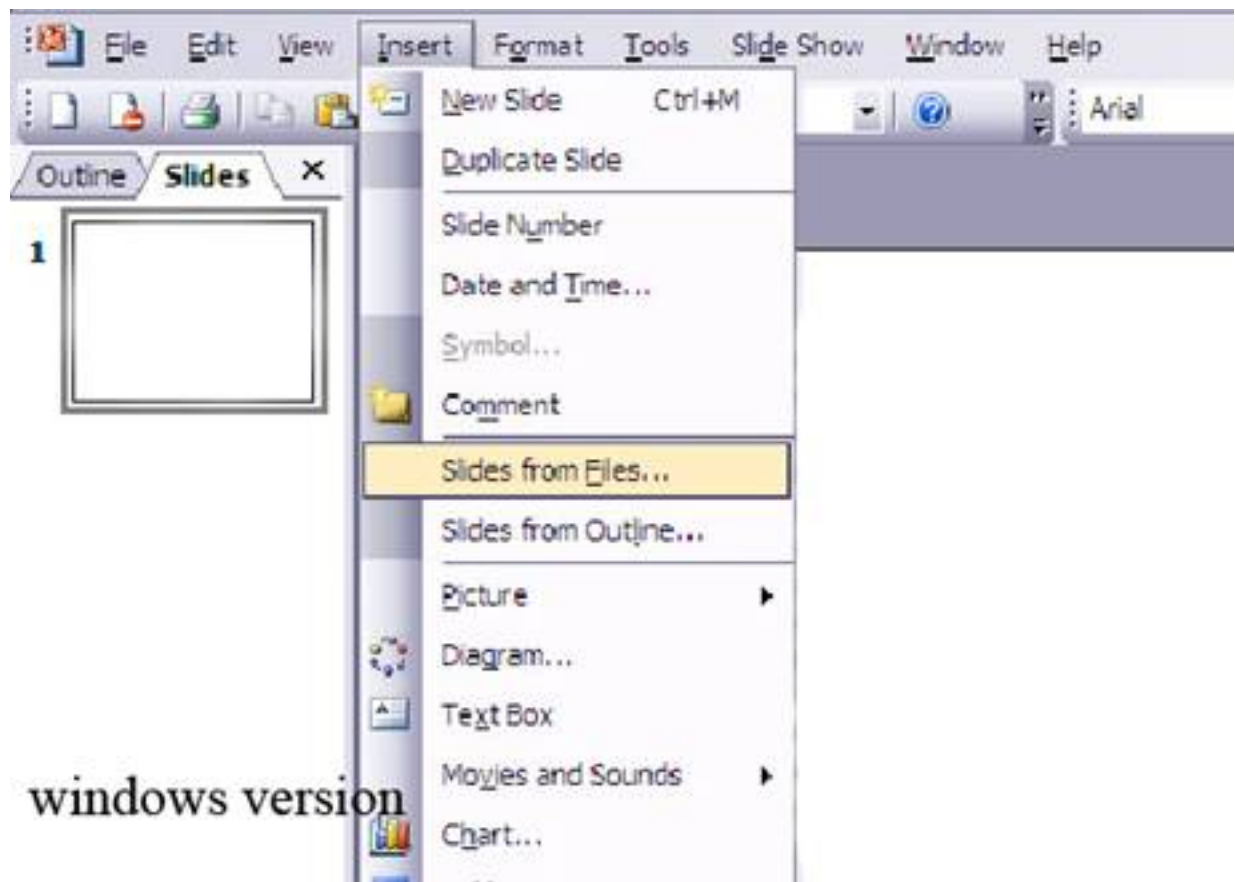 File Edit View Insert Format Tools Slide Show Window Help
Arial
Outline Slides
1
New Slide Ctrl+M
Duplicate Slide
Slide Number
Date and Time...
Symbol...
Comment
Slides from Files...
Slides from Outline...
Picture
Diagram...
Text Box
Movies and Sounds
Chart...
windows version